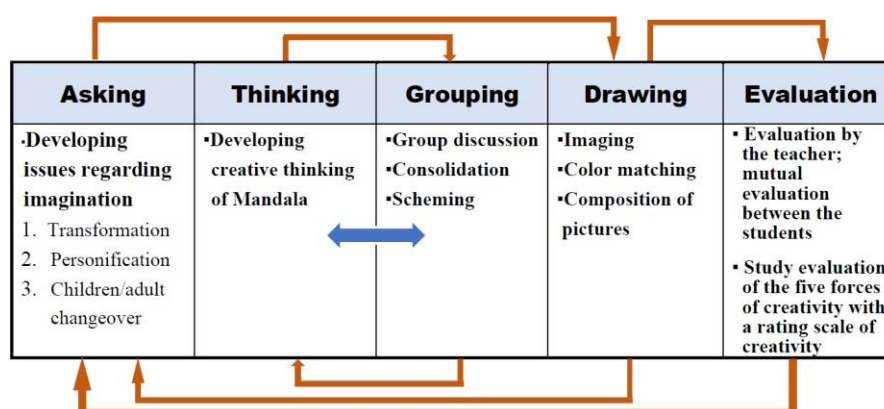 Asking
Thinking
Grouping
Drawing
Evaluation
▪Developing
issues regarding
imagination
1. Transformation
2. Personification
3. Children/adult
changeover
▪Developing
creative thinking
of Mandala
▪Group discussion
▪Consolidation
▪Scheming
▪Imaging
▪Color matching
▪Composition of
pictures
▪ Evaluation by
the teacher;
mutual
evaluation
between the
students
▪ Study evaluation
of the five forces
of creativity with
a rating scale of
creativity